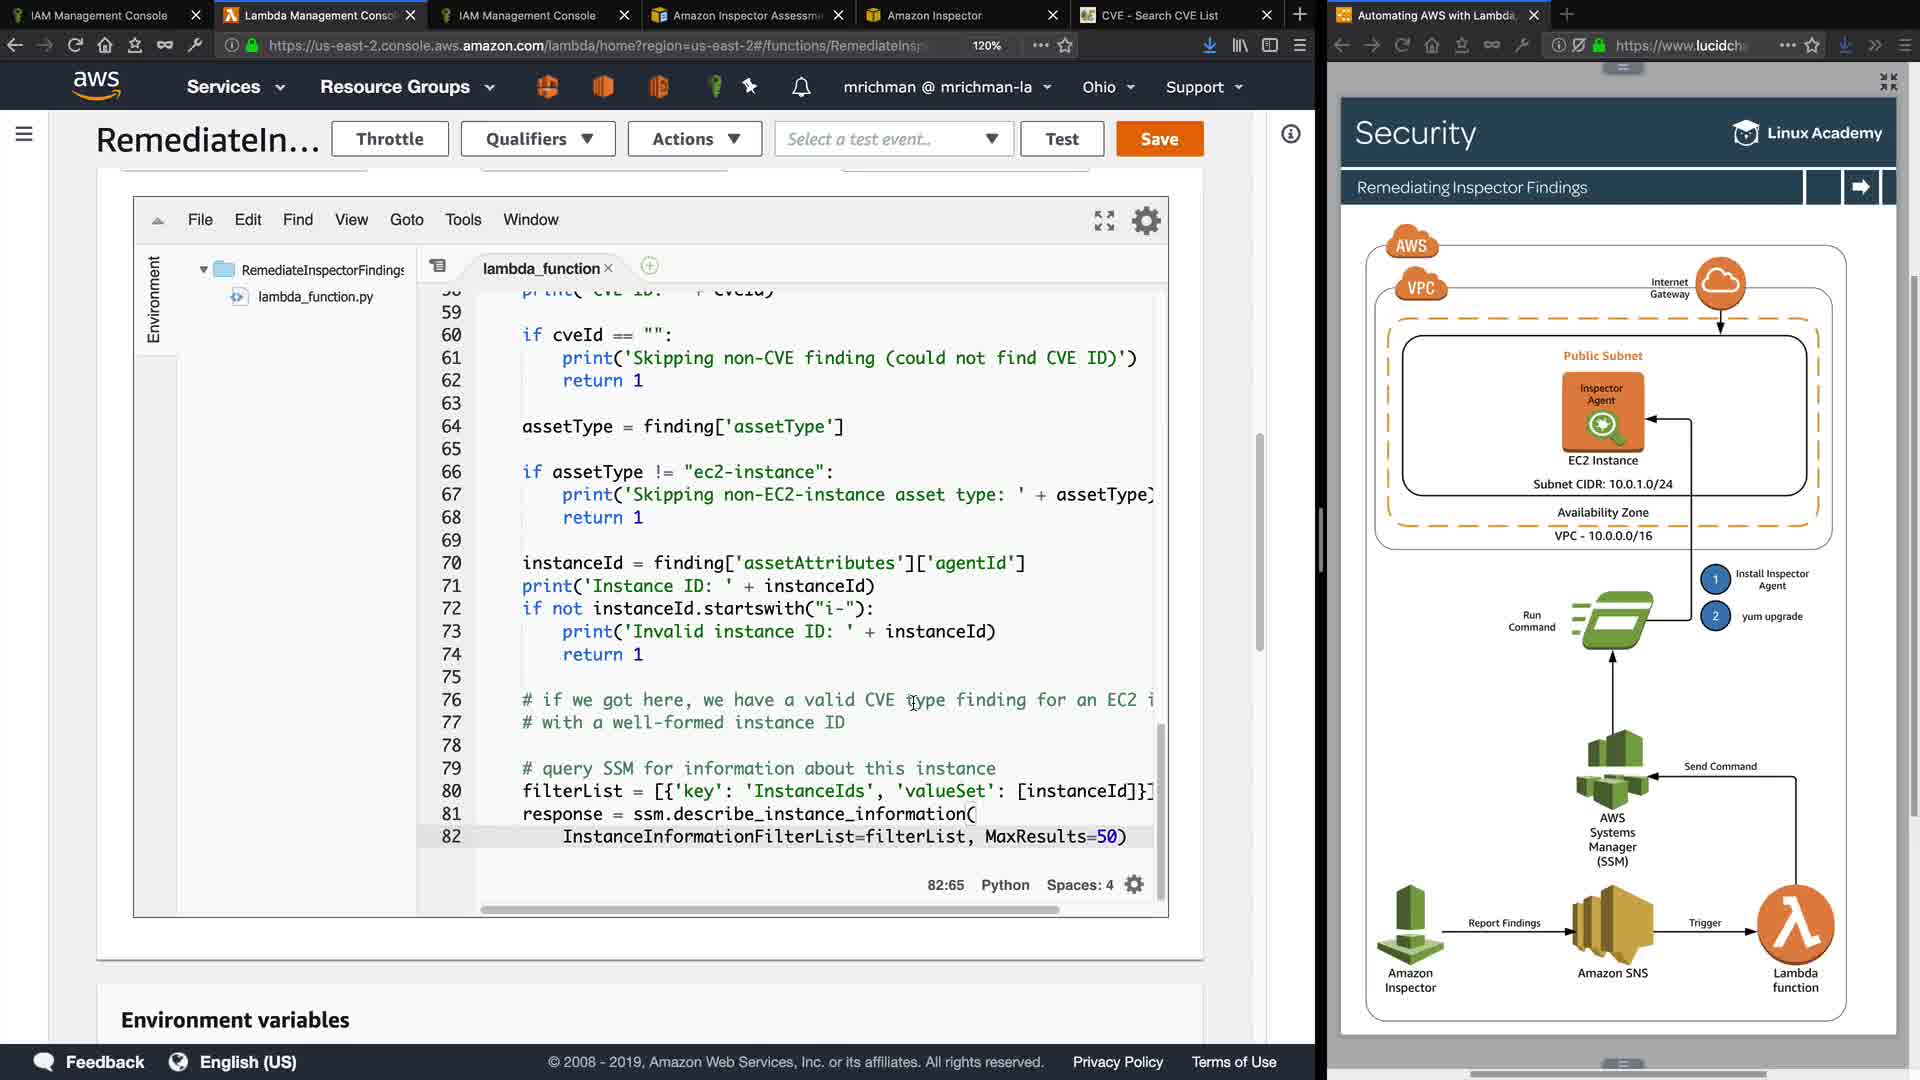 IAM Management Console
Lambda Management Conso
IAM Management Console
Amazon Inspector Assessm
Amazon Inspector
CVE - Search CVE List
https://us-east-2.console.aws.amazon.com/lambda/home?region=us-east-2#/functions/RemediateInsp
120%
aws
Services
Resource Groups
mrichman @ mrichman-la
Ohio
Support
RemediateIn...
Throttle
Qualifiers
Actions
Select a test event..
Test
Save
File Edit Find View Goto Tools Window
Environment
RemediateInspectorFindings
lambda_function.py
lambda_function
58 print('CVE ID: ' + cveId)
59
60 if cveId == "":
61 print('Skipping non-CVE finding (could not find CVE ID)')
62 return 1
63
64 assetType = finding['assetType']
65
66 if assetType != "ec2-instance":
67 print('Skipping non-EC2-instance asset type: ' + assetType)
68 return 1
69
70 instanceId = finding['assetAttributes']['agentId']
71 print('Instance ID: ' + instanceId)
72 if not instanceId.startswith("i-"):
73 print('Invalid instance ID: ' + instanceId)
74 return 1
75
76 # if we got here, we have a valid CVE type finding for an EC2 i
77 # with a well-formed instance ID
78
79 # query SSM for information about this instance
80 filterList = [{'key': 'InstanceIds', 'valueSet': [instanceId]}]
81 response = ssm.describe_instance_information(
82 InstanceInformationFilterList=filterList, MaxResults=50)
82:65 Python Spaces: 4
Environment variables
Feedback
English (US)
© 2008 - 2019, Amazon Web Services, Inc. or its affiliates. All rights reserved.
Privacy Policy
Terms of Use
Automating AWS with Lambda,
https://www.lucidch
Security
Linux Academy
Remediating Inspector Findings
AWS
VPC
Internet
Gateway
Public Subnet
Inspector
Agent
EC2 Instance
Subnet CIDR: 10.0.1.0/24
Availability Zone
VPC - 10.0.0.0/16
1 Install Inspector
Agent
2 yum upgrade
Run
Command
AWS
Systems
Manager
(SSM)
Send Command
Report Findings
Trigger
Amazon
Inspector
Amazon SNS
Lambda
function